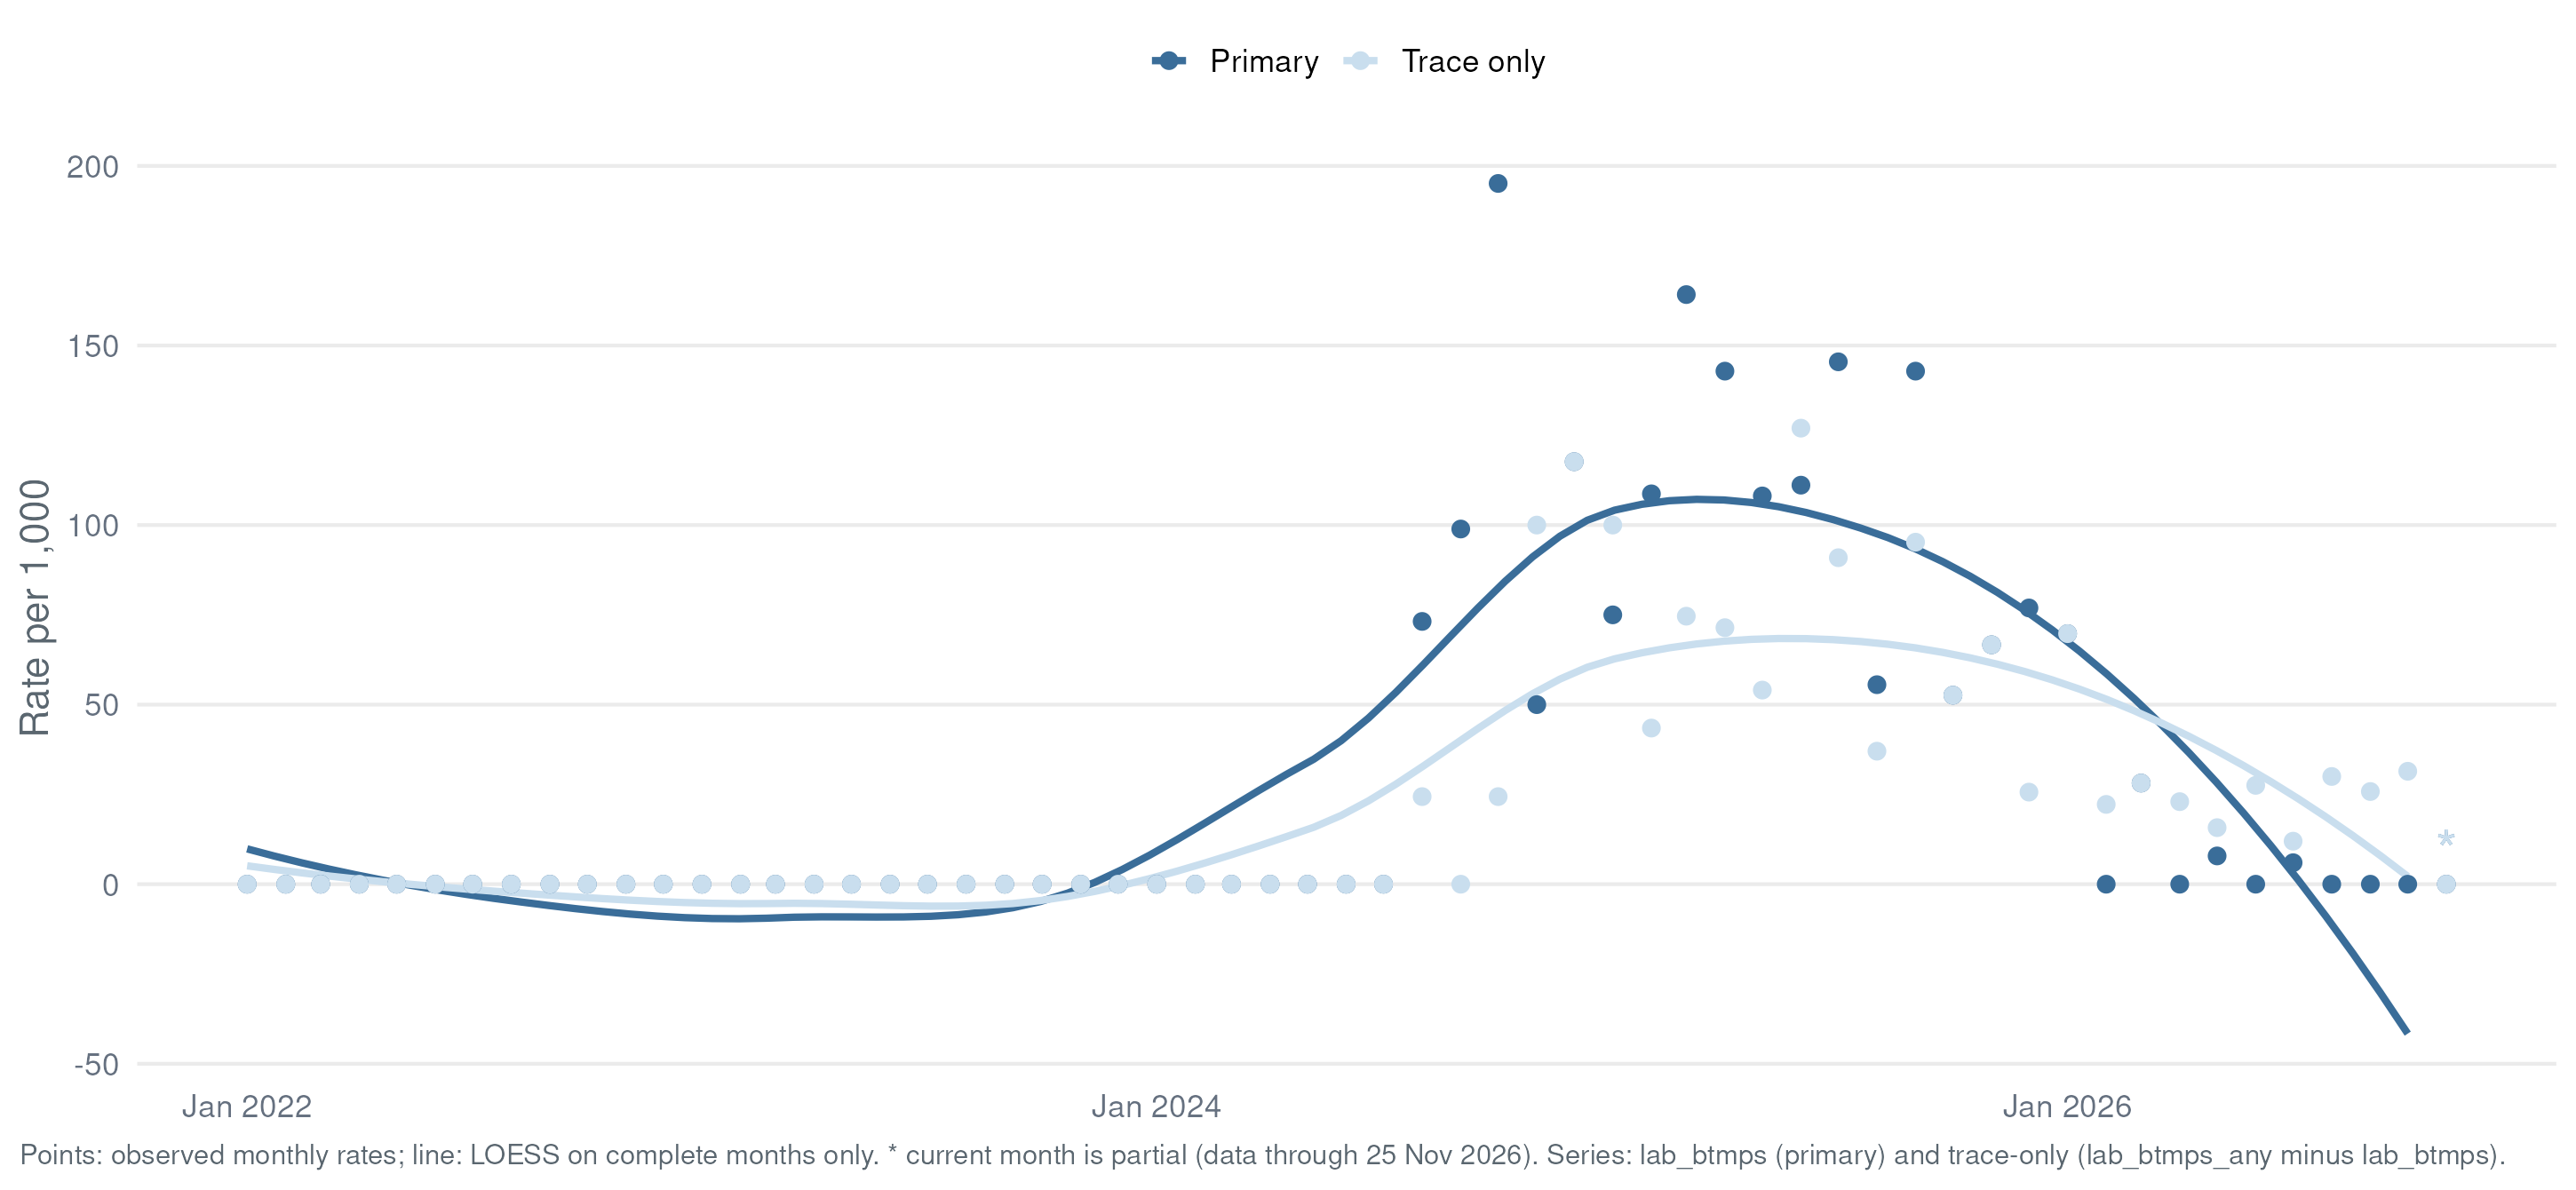 Primary Trace only
200
150
100
50
0
-50
Rate per 1,000
*
Jan 2022 Jan 2024 Jan 2026
Points: observed monthly rates; line: LOESS on complete months only. * current month is partial (data through 25 Nov 2026). Series: lab_btmps (primary) and trace-only (lab_btmps_any minus lab_btmps).